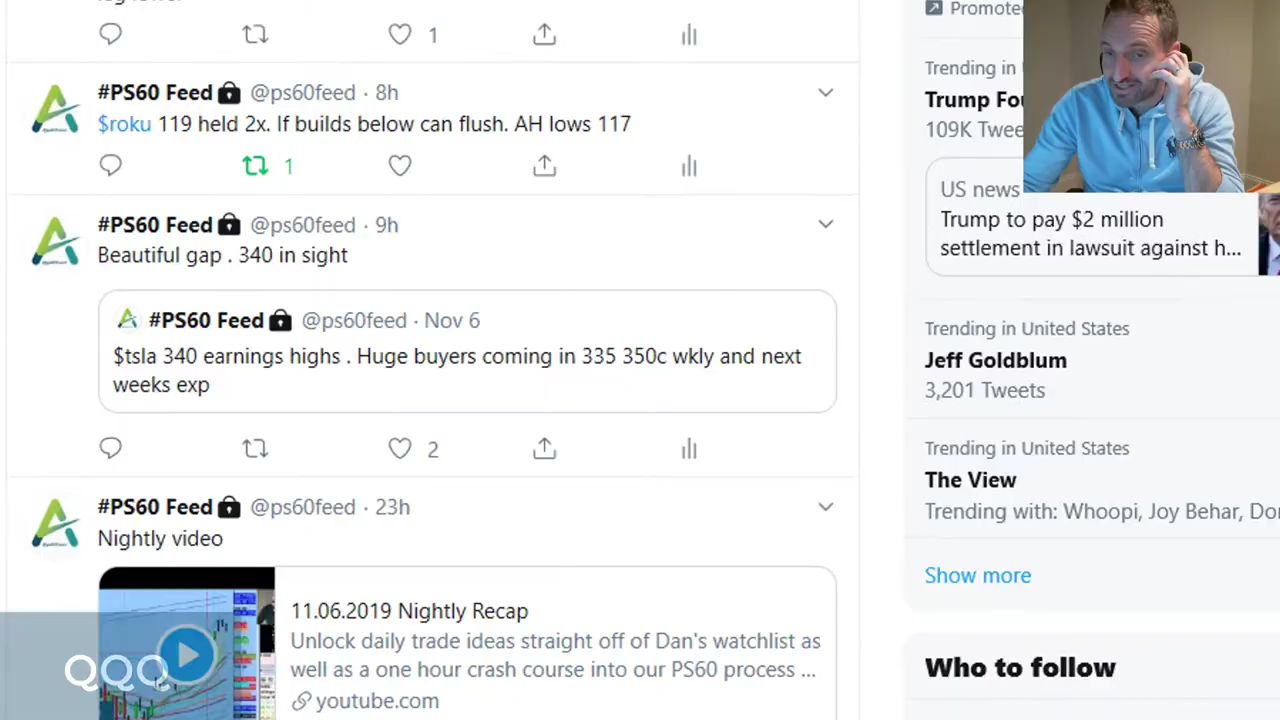 1
#PS60 Feed @ps60feed · 8h
$roku 119 held 2x. If builds below can flush. AH lows 117
1
#PS60 Feed @ps60feed · 9h
Beautiful gap . 340 in sight
#PS60 Feed @ps60feed · Nov 6
$tsla 340 earnings highs . Huge buyers coming in 335 350c wkly and next
weeks exp
2
#PS60 Feed @ps60feed · 23h
Nightly video
11.06.2019 Nightly Recap
Unlock daily trade ideas straight off of Dan's watchlist as
well as a one hour crash course into our PS60 process ...
youtube.com
QQQ
Trending in
Trump
109K
US news
Trump to pay $2 million
settlement in lawsuit against h...
Trending in United States
Jeff Goldblum
3,201 Tweets
Trending in United States
The View
Trending with: Whoopi, Joy Behar,
Show more
Who to follow